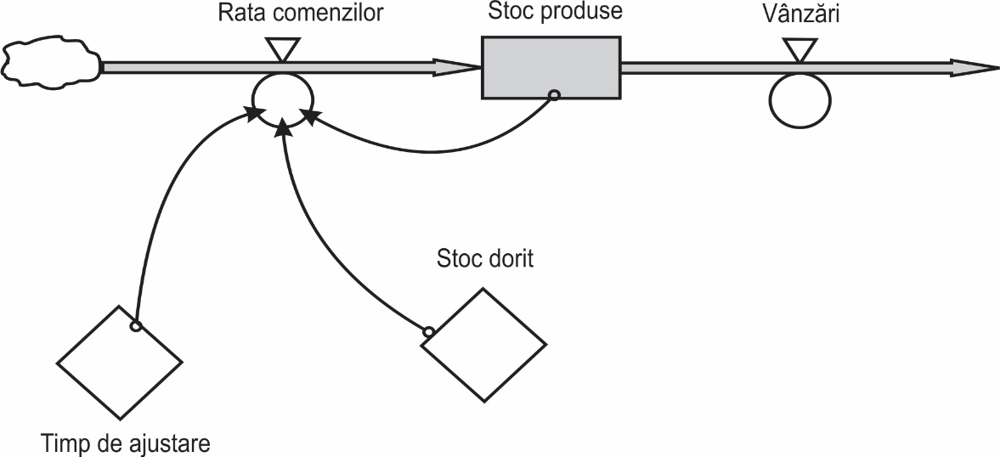 Rata comenzilor
Stoc produse
Vânzări
Stoc dorit
Timp de ajustare